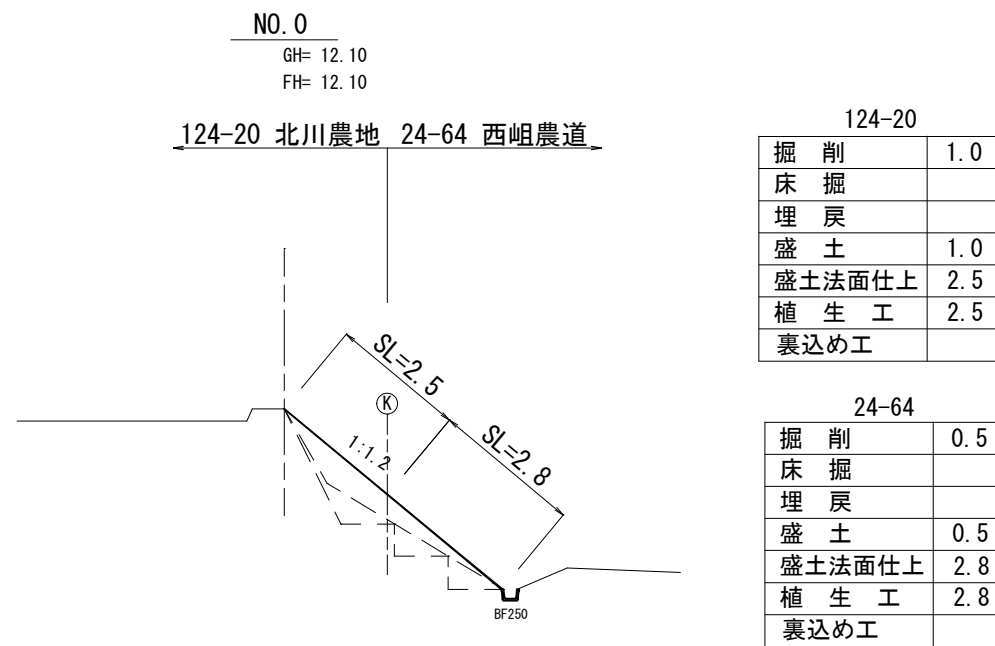 NO.0
GH= 12.10
FH= 12.10
124-20 北川農地 24-64 西岨農道
SL=2.5
K
1:1.2
SL=2.8
BF250
124-20
掘 削 1.0
床 掘
埋 戻
盛 土 1.0
盛土法面仕上 2.5
植 生 工 2.5
裏込め工
24-64
掘 削 0.5
床 掘
埋 戻
盛 土 0.5
盛土法面仕上 2.8
植 生 工 2.8
裏込め工